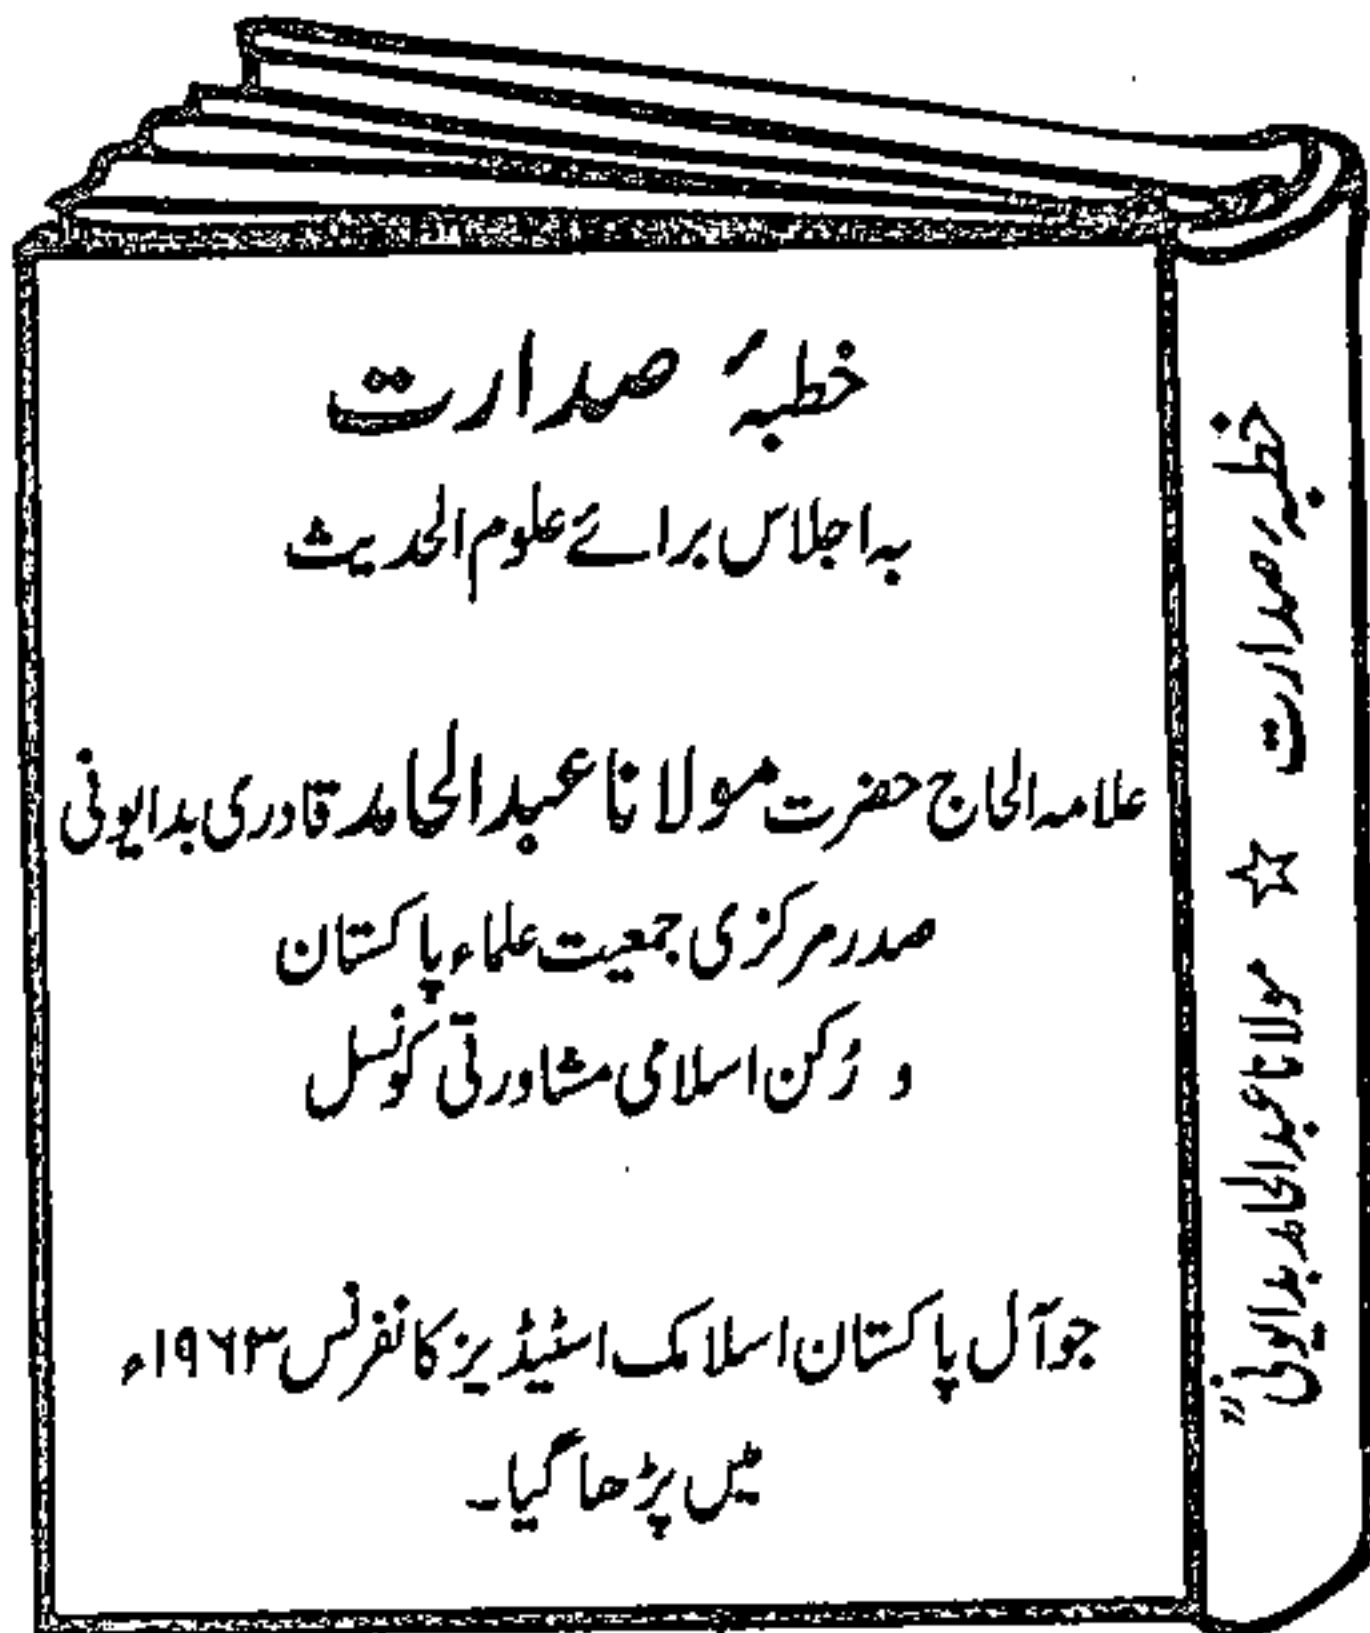 خطبۂ صدارت
بہ اجلاس برائے علوم الحدیث
علامہ الحاج حضرت مولانا عبدالحامد قادری بدایونی
صدر مرکزی جمعیت علماء پاکستان
و رُکن اسلامی مشاورتی کونسل
جو آل پاکستان اسلامک اسٹیڈیز کانفرنس ۱۹۶۳ء
میں پڑھا گیا۔
خطبۂ صدارت ☆ مولانا عبدالحامد بدایونی